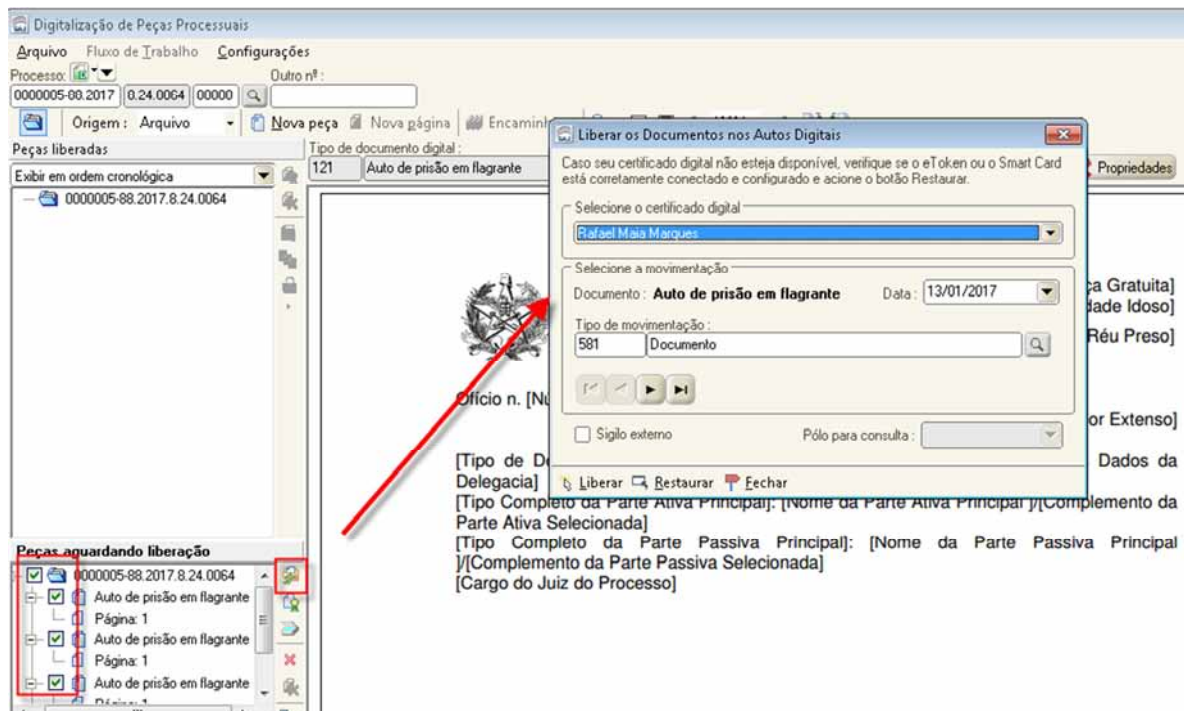 Digitalização de Peças Processuais
Arquivo Fluxo de Trabalho Configurações
Processo: Outro nº :
0000005-88.2017 8.24.0064 00000
Origem : Arquivo Nova peça Nova página
Peças liberadas
Tipo de documento digital :
Exibir em ordem cronológica
121 Auto de prisão em flagrante
Propriedades
0000005-88.2017.8.24.0064
Liberar os Documentos nos Autos Digitais
Caso seu certificado digital não esteja disponível, verifique se o eToken ou o Smart Card
está corretamente conectado e configurado e acione o botão Restaurar.
Selecione o certificado digital
Rafael Maia Marques
Selecione a movimentação
Documento : Auto de prisão em flagrante Data : 13/01/2017
Tipo de movimentação :
581 Documento
Sigilo externo Pólo para consulta :
Liberar Restaurar Fechar
Gratuita]
Idoso]
Réu Preso]
Ofício n.
or Extenso]
[Tipo de Dados da
Delegacia]
[Tipo Completo da Parte Ativa Principal]: [Nome da Parte Ativa Principal ]/[Complemento da
Parte Ativa Selecionada]
[Tipo Completo da Parte Passiva Principal]: [Nome da Parte Passiva Principal
]/[Complemento da Parte Passiva Selecionada]
[Cargo do Juiz do Processo]
Peças aguardando liberação
0000005-88.2017.8.24.0064
Auto de prisão em flagrante
Página: 1
Auto de prisão em flagrante
Página: 1
Auto de prisão em flagrante
Página: 1